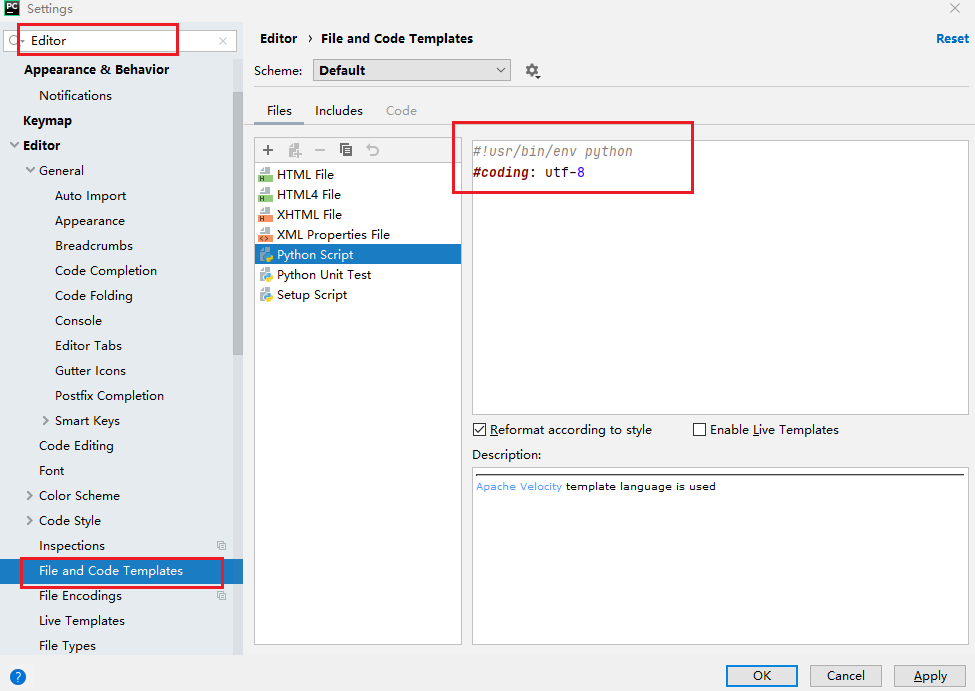 PC Settings
Editor
Appearance & Behavior
Notifications
Keymap
Editor
General
Auto Import
Appearance
Breadcrumbs
Code Completion
Code Folding
Console
Editor Tabs
Gutter Icons
Postfix Completion
Smart Keys
Code Editing
Font
Color Scheme
Code Style
Inspections
File and Code Templates
File Encodings
Live Templates
File Types
Editor › File and Code Templates
Reset
Scheme: Default
Files Includes Code
HTML File
HTML4 File
XHTML File
XML Properties File
Python Script
Python Unit Test
Setup Script
#!usr/bin/env python
#coding: utf-8
Reformat according to style
Enable Live Templates
Description:
Apache Velocity template language is used
? OK Cancel Apply